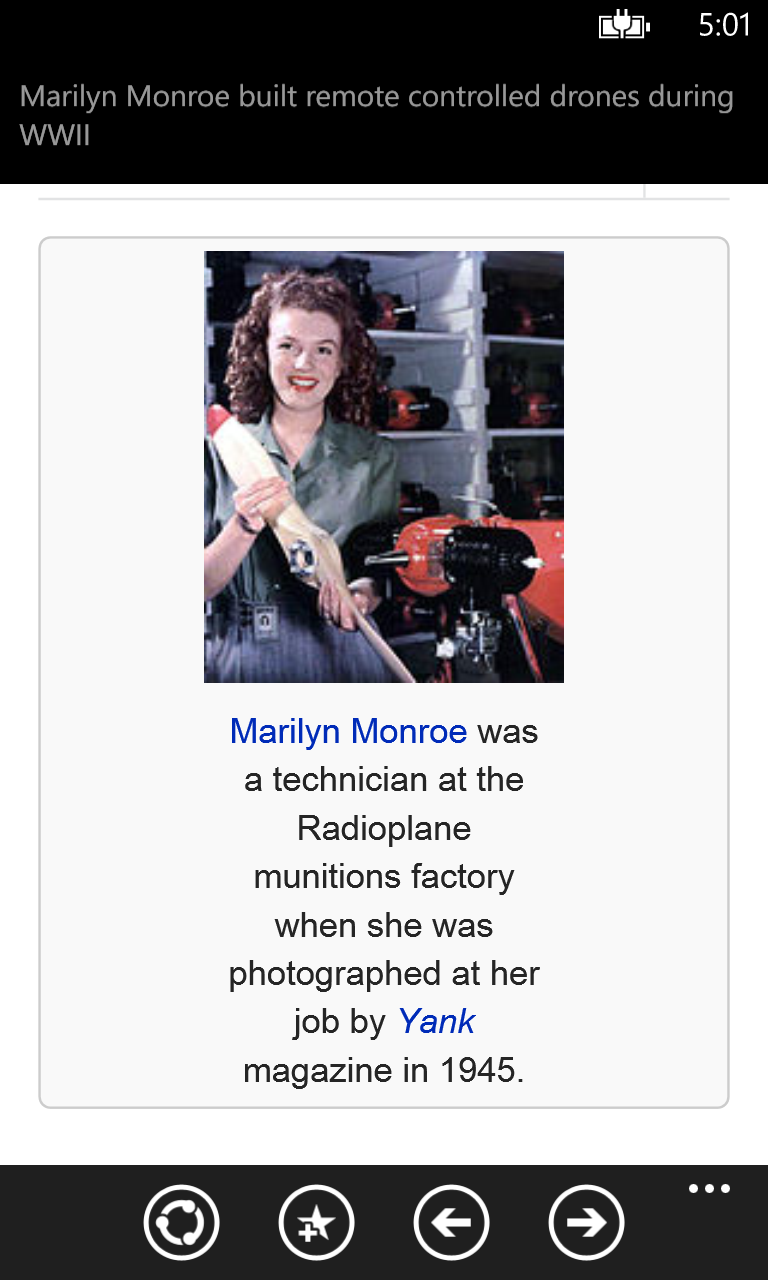 5:01
Marilyn Monroe built remote controlled drones during
WWII
Marilyn Monroe was
a technician at the
Radioplane
munitions factory
when she was
photographed at her
job by Yank
magazine in 1945.